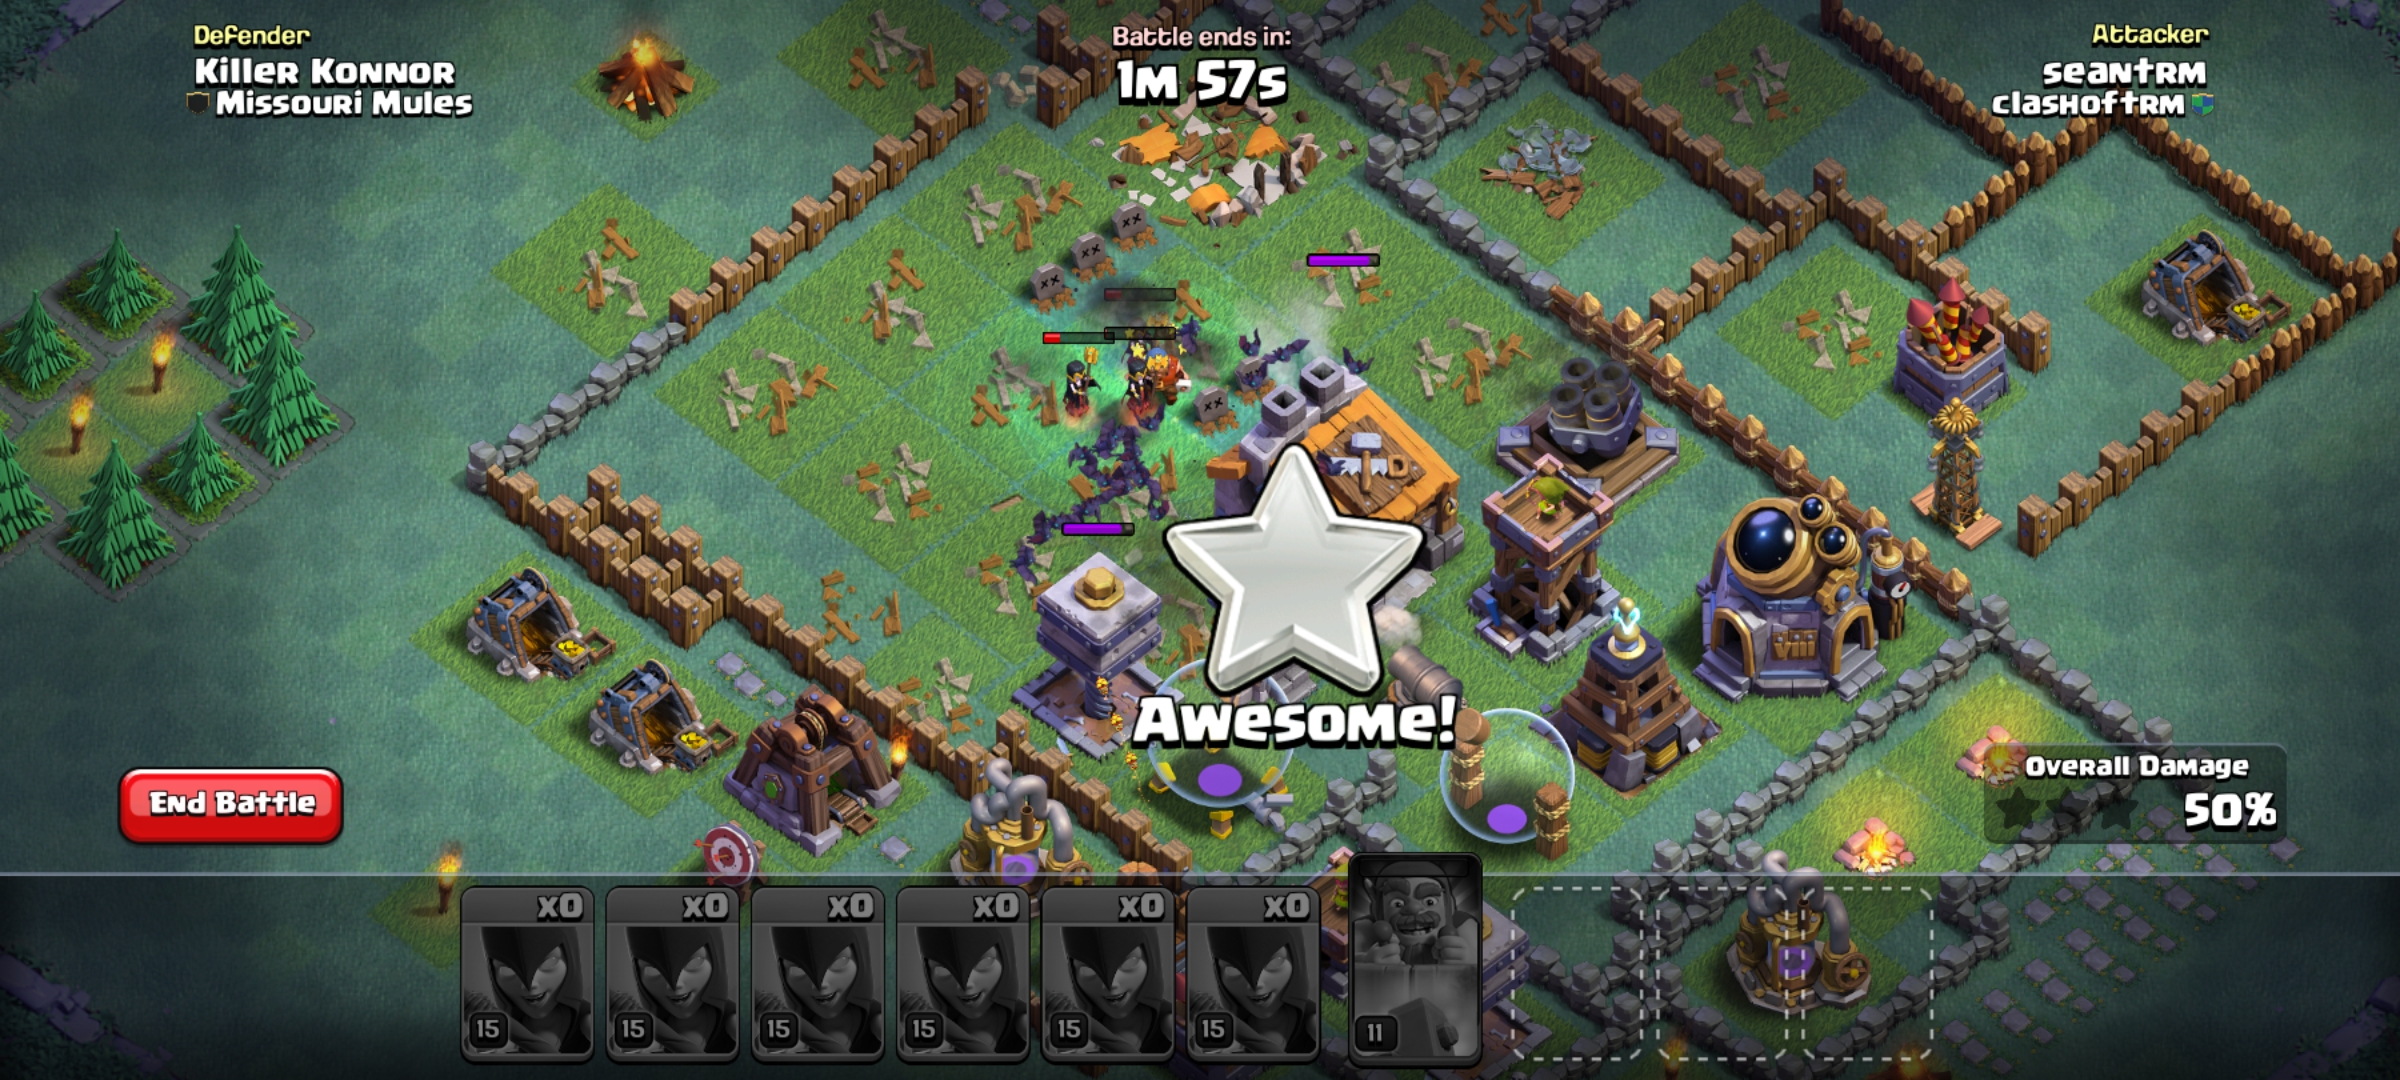 Defender
Killer Konnor
Missouri Mules
Battle ends in:
1M 57s
Attacker
seantRM
clashoftRM
VIII
Awesome!
End Battle
Overall Damage
50%
x0 x0 x0 x0 x0 x0
15 15 15 15 15 15 11